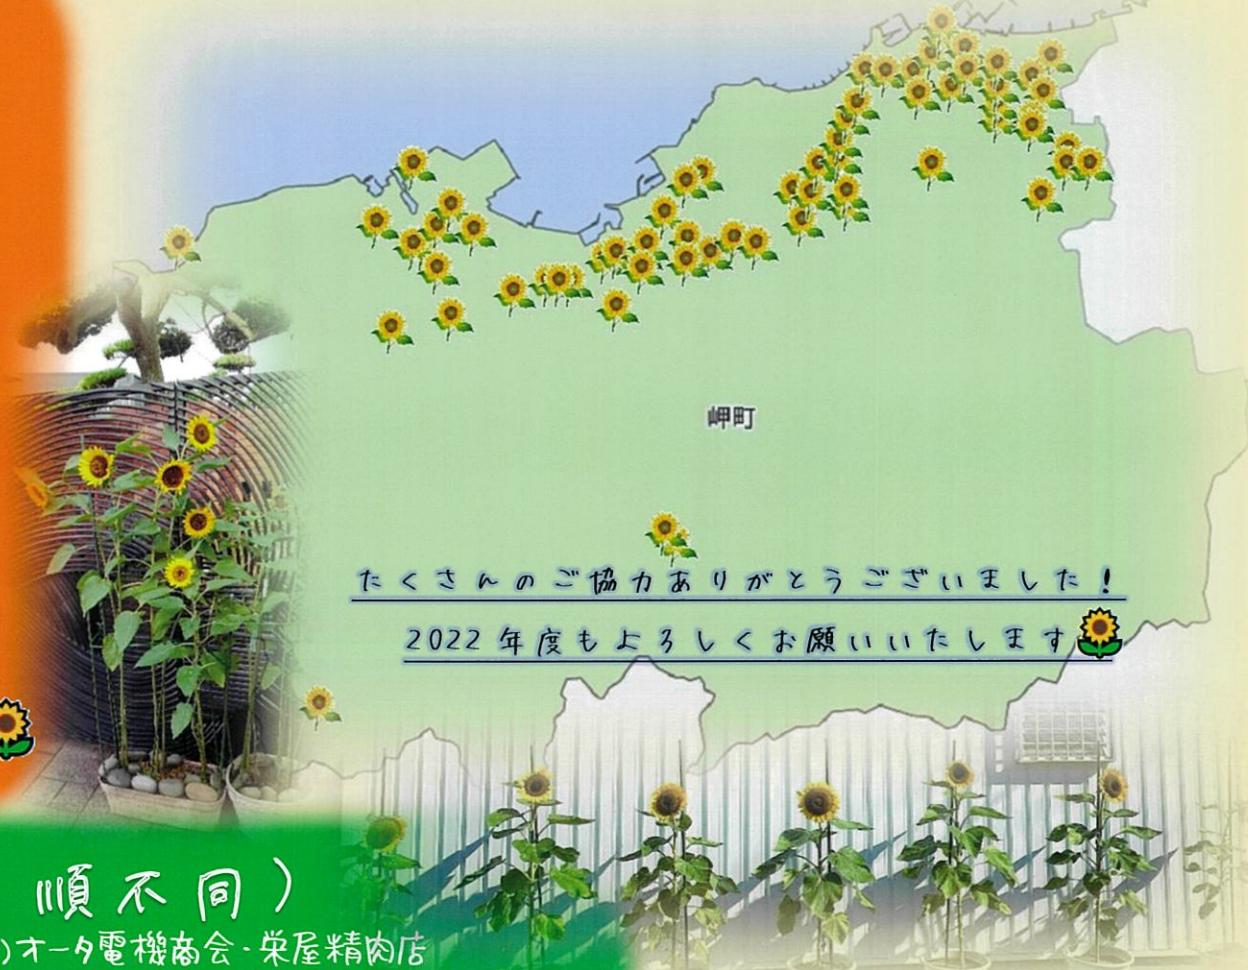 岬町
たくさんのご協力ありがとうございました!
2022年度もよろしくお願いいたします
順不同)
)オータ電機商会・栄屋精肉店